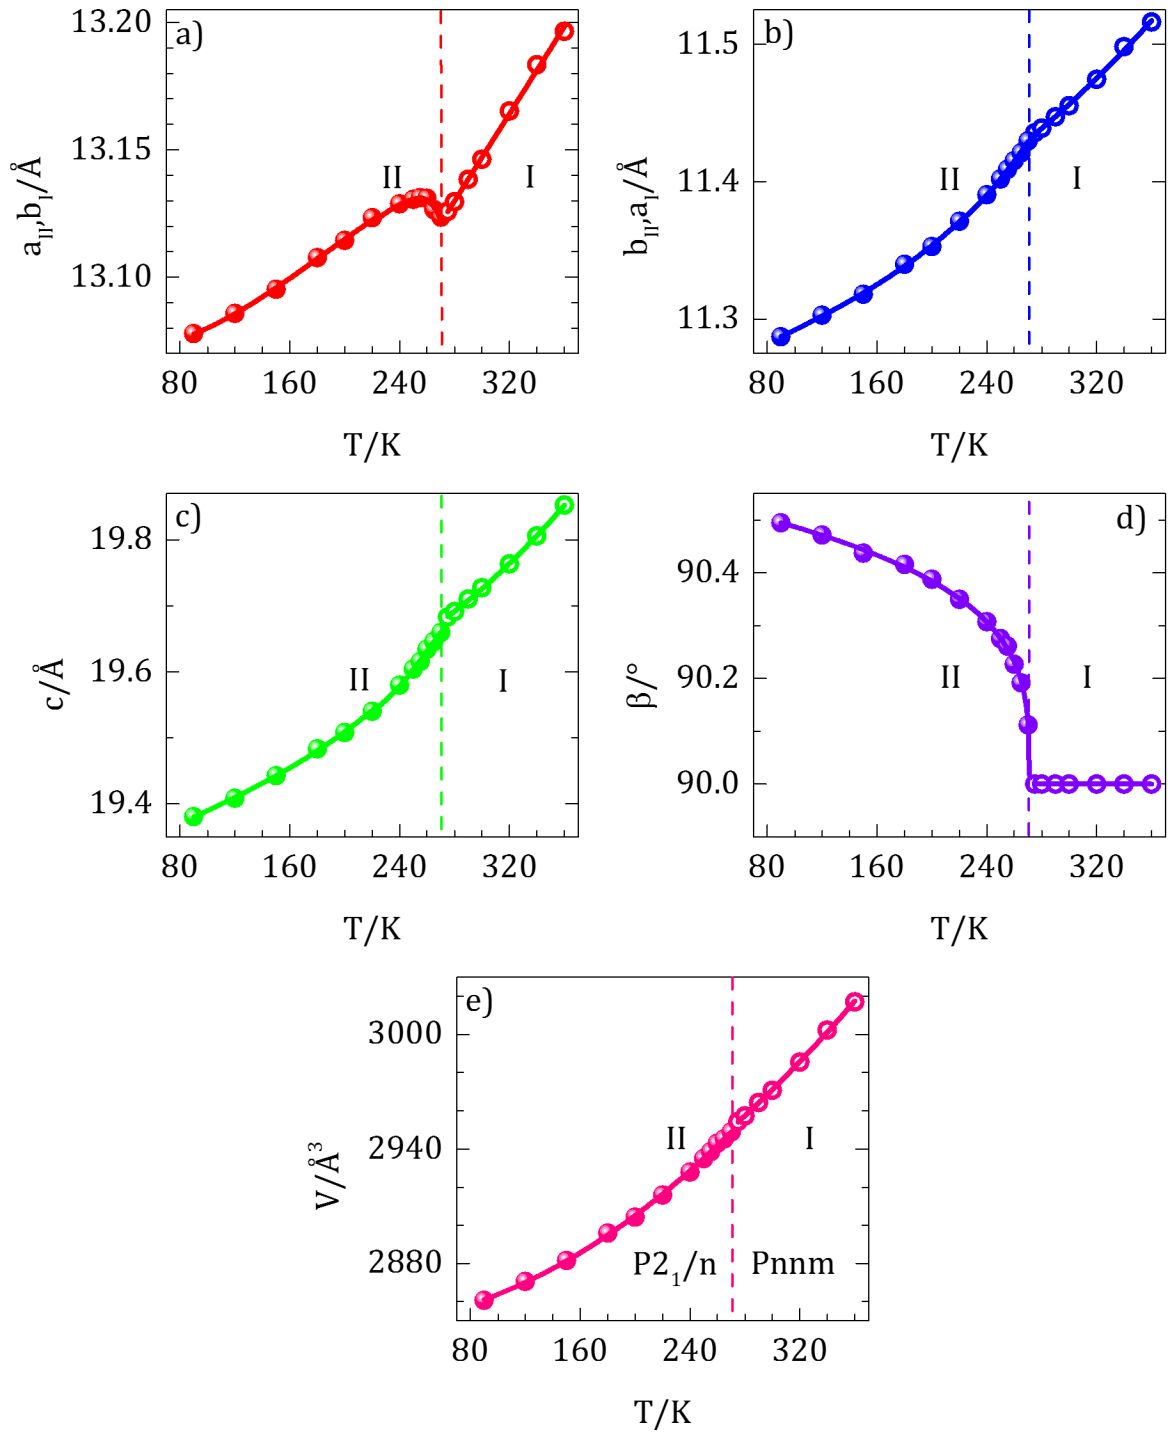 a)
13.20
13.15
13.10
a_II,b_I/Å
II
I
80 160 240 320
T/K
b)
11.5
11.4
11.3
b_II,a_I/Å
II
I
80 160 240 320
T/K
c)
19.8
19.6
19.4
c/Å
II
I
80 160 240 320
T/K
d)
90.4
90.2
90.0
β/°
II
I
80 160 240 320
T/K
e)
3000
2940
2880
V/Å³
II
I
P2₁/n
Pnnm
80 160 240 320
T/K